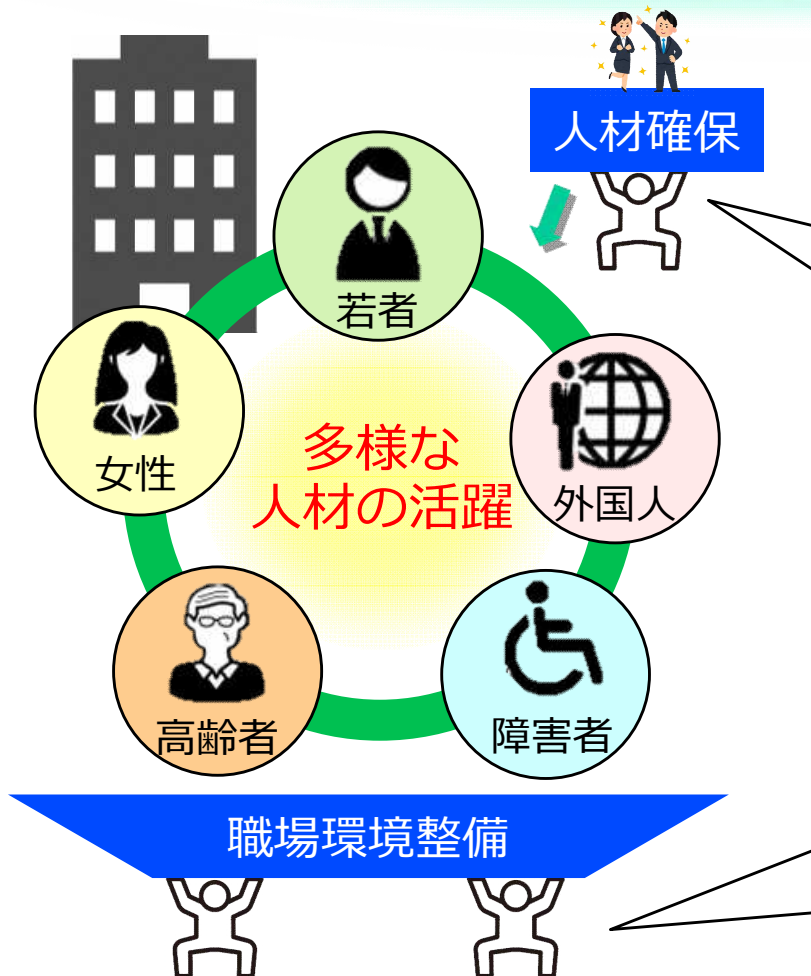 人材確保
若者
女性
多様な
人材の活躍
外国人
高齢者
障害者
職場環境整備